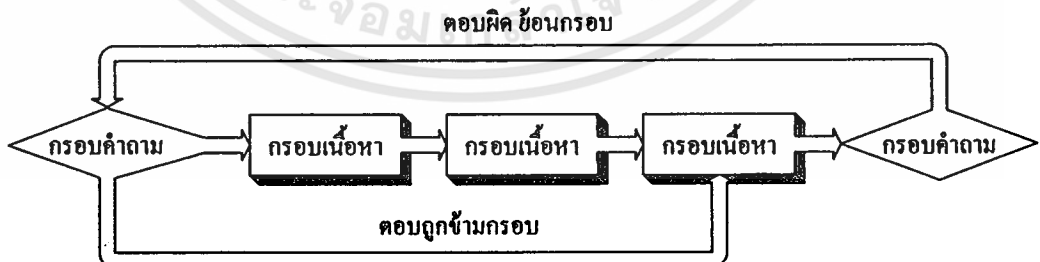 ตอบผิด ย้อนกรอบ
กรอบคำถาม
กรอบเนื้อหา
กรอบเนื้อหา
กรอบเนื้อหา
กรอบคำถาม
ตอบถูกข้ามกรอบ